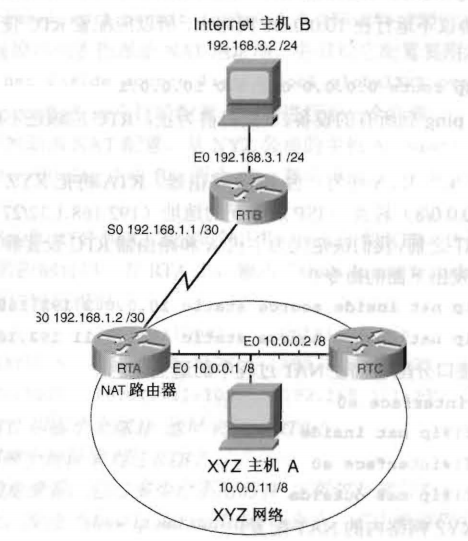 Internet 主机 B
192.168.3.2 /24
E0 192.168.3.1 /24
RTB
S0 192.168.1.1 /30
S0 192.168.1.2 /30
E0 10.0.0.2 /8
RTA
E0 10.0.0.1/8
RTC
NAT 路由器
XYZ 主机 A
10.0.0.11/8
XYZ 网络